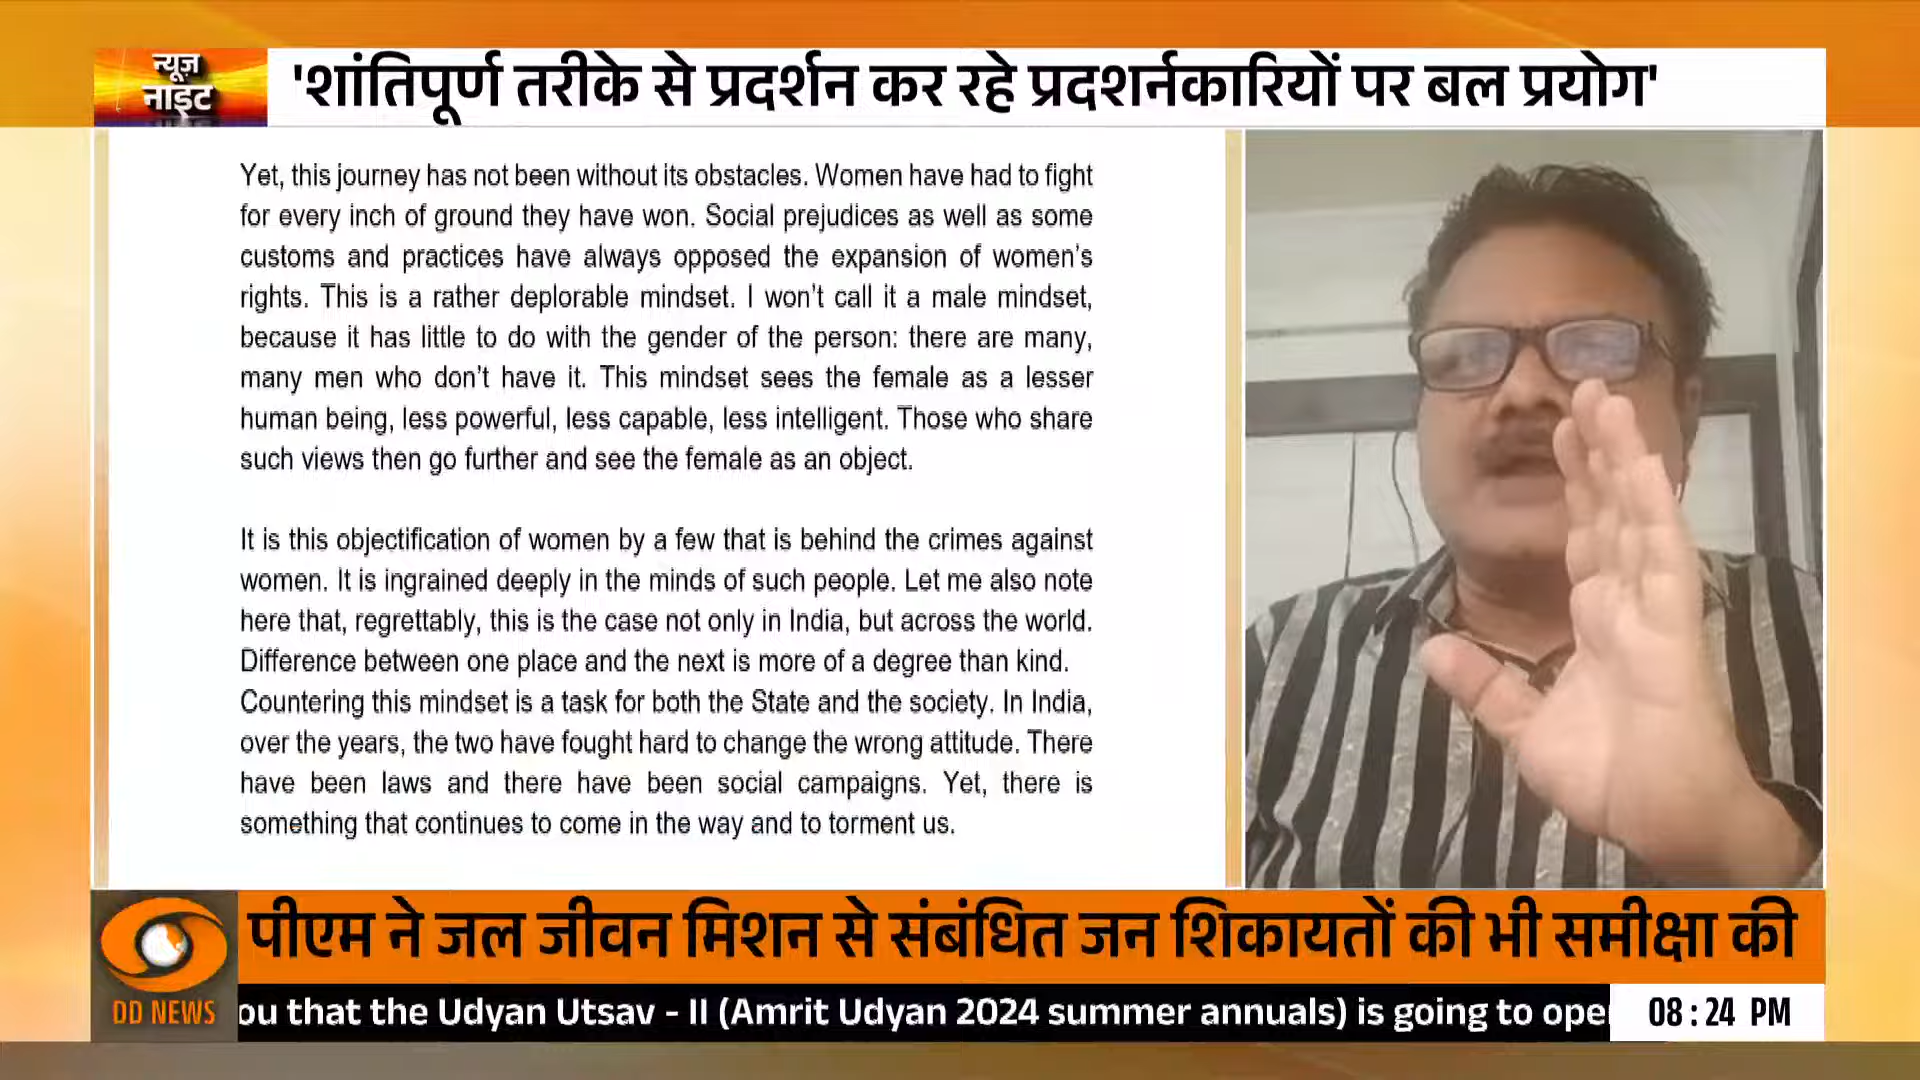 न्यूज़
नाइट
'शांतिपूर्ण तरीके से प्रदर्शन कर रहे प्रदशर्नकारियों पर बल प्रयोग'
Yet, this journey has not been without its obstacles. Women have had to fight
for every inch of ground they have won. Social prejudices as well as some
customs and practices have always opposed the expansion of women's
rights. This is a rather deplorable mindset. I won't call it a male mindset,
because it has little to do with the gender of the person: there are many,
many men who don't have it. This mindset sees the female as a lesser
human being, less powerful, less capable, less intelligent. Those who share
such views then go further and see the female as an object.
It is this objectification of women by a few that is behind the crimes against
women. It is ingrained deeply in the minds of such people. Let me also note
here that, regrettably, this is the case not only in India, but across the world.
Difference between one place and the next is more of a degree than kind.
Countering this mindset is a task for both the State and the society. In India,
over the years, the two have fought hard to change the wrong attitude. There
have been laws and there have been social campaigns. Yet, there is
something that continues to come in the way and to torment us.
पीएम ने जल जीवन मिशन से संबंधित जन शिकायतों की भी समीक्षा की
DD NEWS
ou that the Udyan Utsav - II (Amrit Udyan 2024 summer annuals) is going to ope
08 : 24 PM